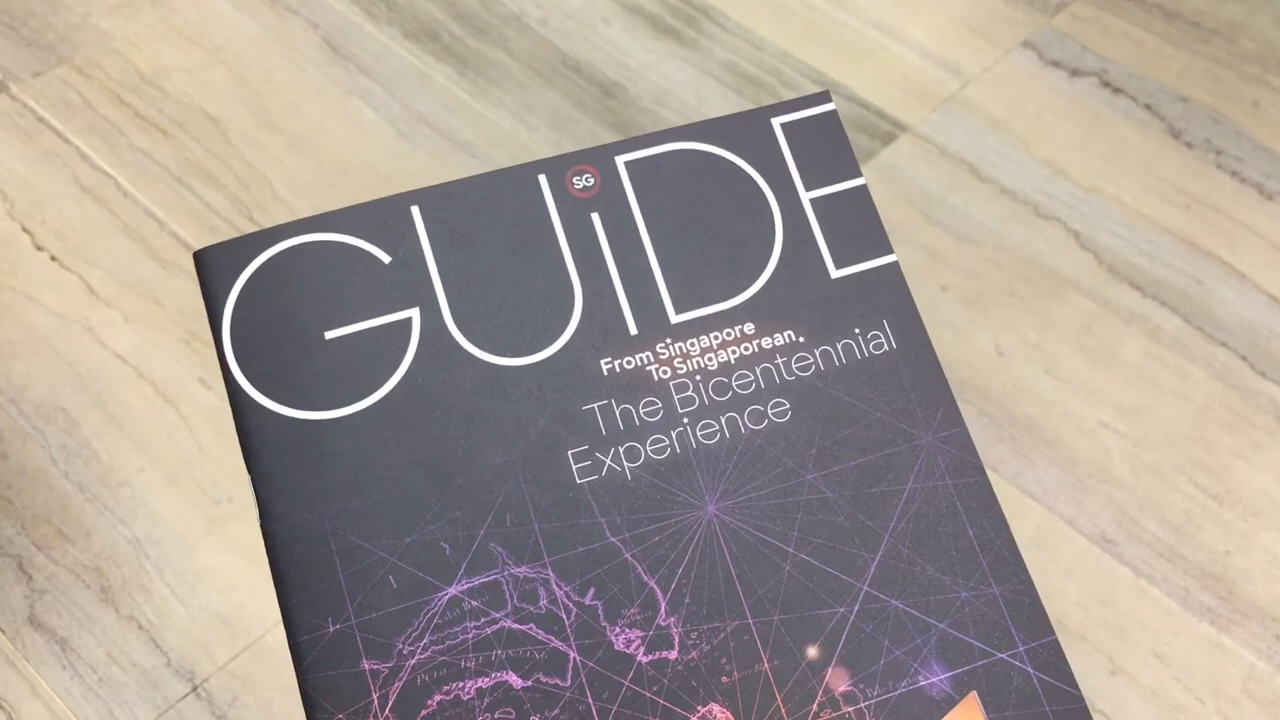 GUiDE
SG
From Singapore
To Singaporean
The Bicentennial
Experience